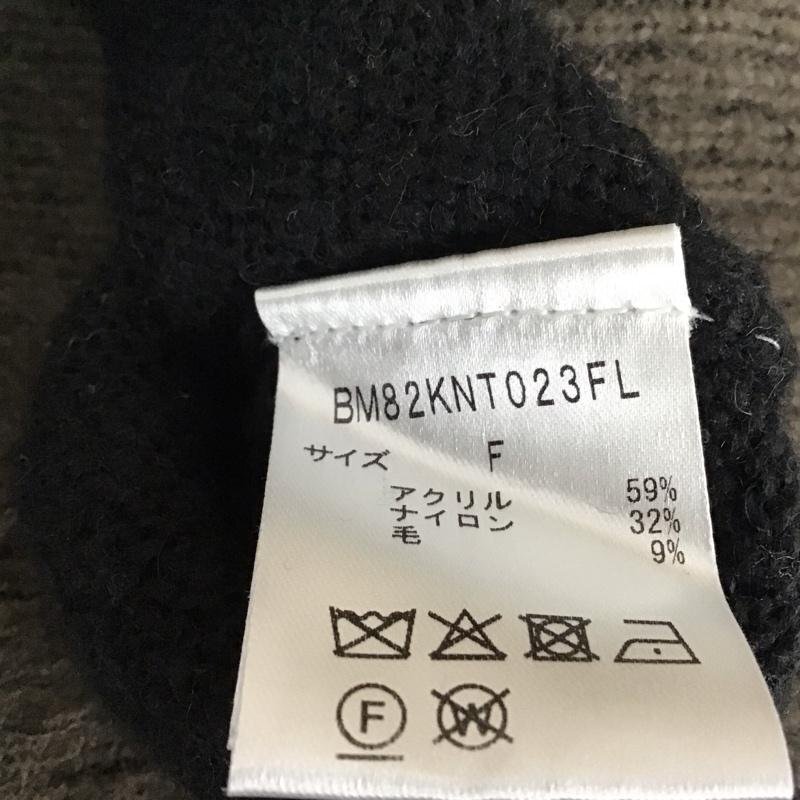 BM82KNT023FL
サイズ F
アクリル 59%
ナイロン 32%
毛 9%
F
W